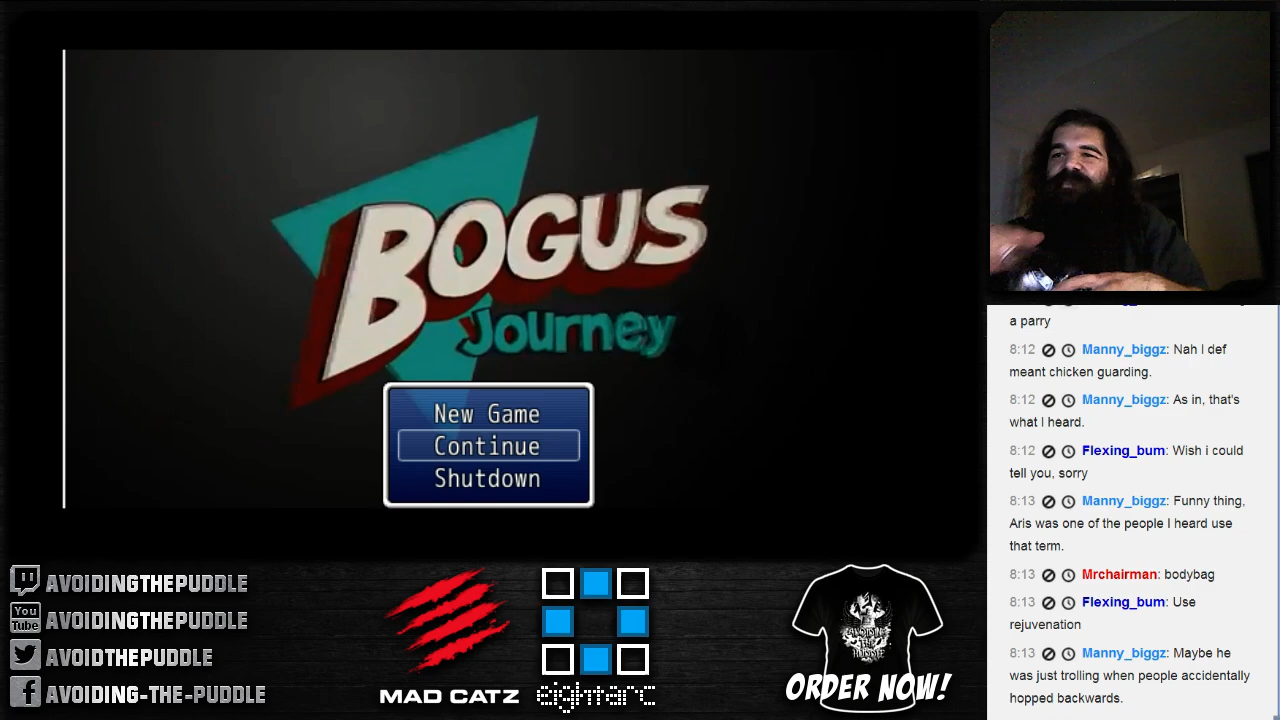 BOGUS
Journey
New Game
Continue
Shutdown
a parry
8:12 Manny_biggz: Nah I def
meant chicken guarding.
8:12 Manny_biggz: As in, that's
what I heard.
8:12 Flexing_bum: Wish i could
tell you, sorry
8:13 Manny_biggz: Funny thing,
Aris was one of the people I heard use
that term.
8:13 Mrchairman: bodybag
8:13 Flexing_bum: Use
rejuvenation
8:13 Manny_biggz: Maybe he
was just trolling when people accidentally
hopped backwards.
AVOIDINGTHEPUDDLE
You Tube AVOIDINGTHEPUDDLE
AVOIDTHEPUDDLE
f AVOIDING-THE-PUDDLE
MAD CATZ
eightarc
AVOIDING THE PUDDLE
ORDER NOW!